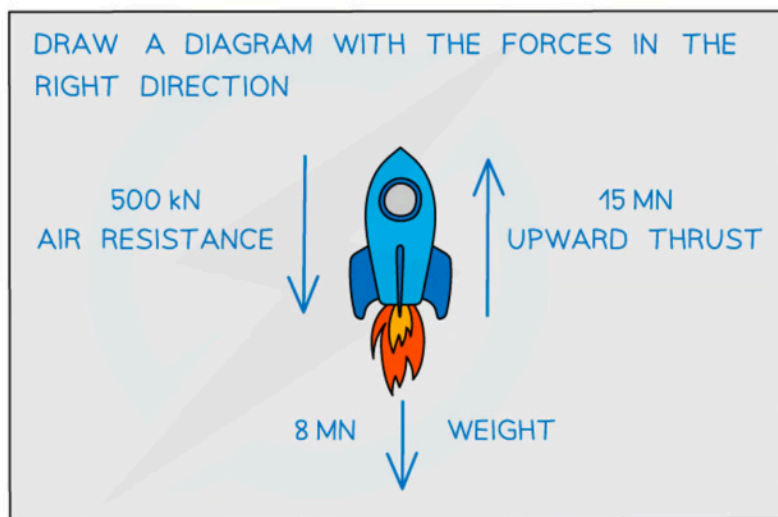 DRAW A DIAGRAM WITH THE FORCES IN THE
RIGHT DIRECTION
500 kN
AIR RESISTANCE
15 MN
UPWARD THRUST
8 MN
WEIGHT